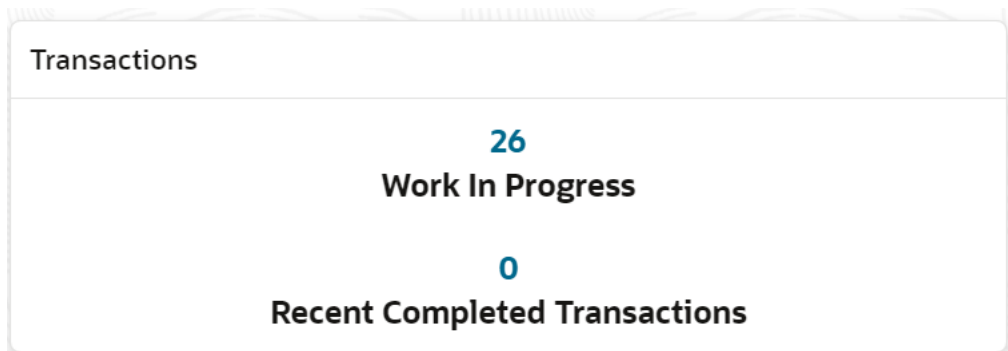 Transactions
26
Work In Progress
0
Recent Completed Transactions